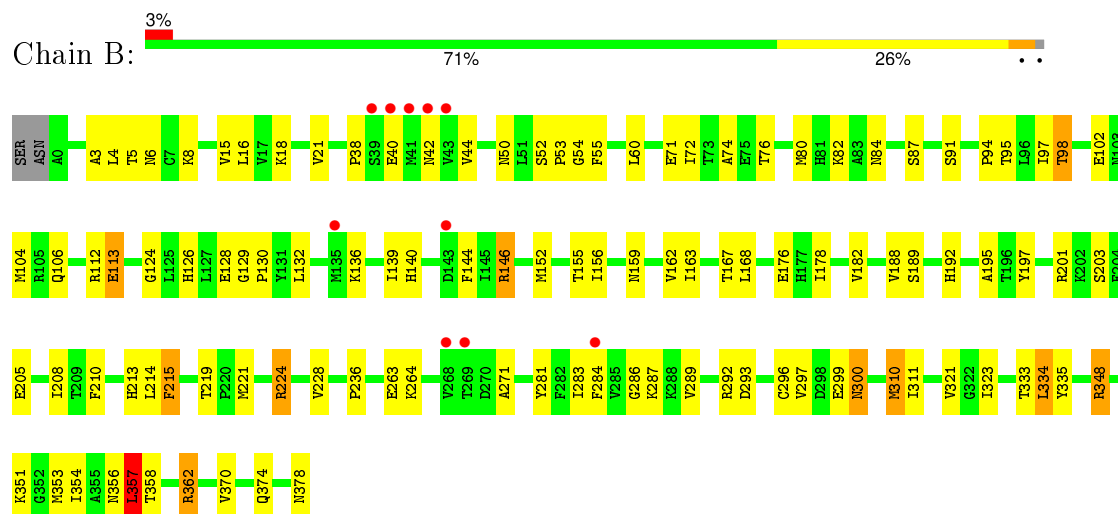 3%
Chain B:
71%
26%
SER ASN A0 A3 L4 T5 N6 C7 K8 V15 L16 V17 K18 V21 P38 S39 E40 M41 N42 V43 V44 N50 L51 S52 P53 G54 F55 L60 E71 I72 T73 A74 E75 T76 M80 H81 K82 A83 N84 S87 S91 P94 T95 L96 I97 T98 E102 N103
M104 R105 Q106 R112 E113 G124 L125 H126 L127 E128 G129 P130 Y131 L132 M135 K136 I139 H140 D143 F144 I145 R146 M152 T155 I156 N159 V162 I163 T167 L168 E176 H177 I178 V182 V188 S189 H192 A195 T196 Y197 R201 K202 S203 F204
E205 I208 T209 F210 H213 L214 F215 T219 P220 M221 R224 V228 P236 E263 K264 V268 T269 D270 A271 Y281 F282 I283 F284 V285 G286 K287 K288 V289 R292 D293 C396 V297 D298 E299 N300 M310 I311 V321 G322 I323 T333 L334 Y335 R348
K351 G352 M353 I354 A355 N356 L357 T358 R362 V370 Q374 N378